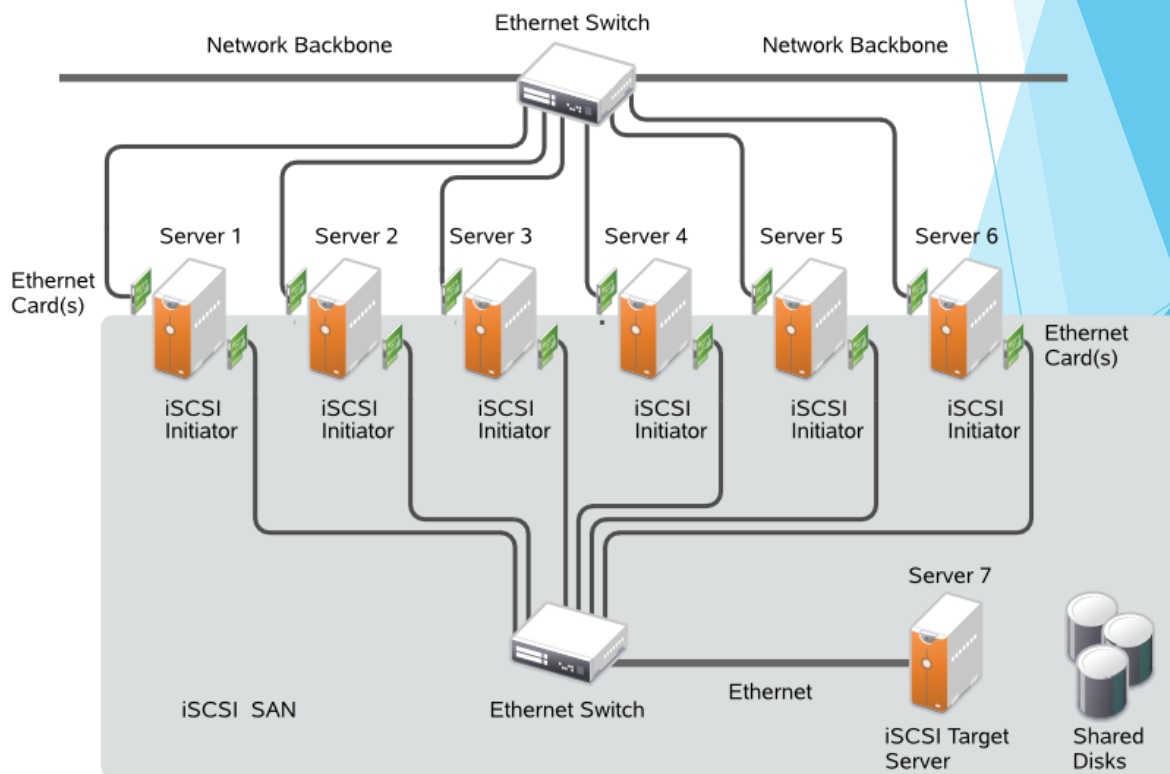 Ethernet Switch
Network Backbone
Network Backbone
Server 1
Server 2
Server 3
Server 4
Server 5
Server 6
Ethernet
Card(s)
Ethernet
Card(s)
iSCSI
Initiator
iSCSI
Initiator
iSCSI
Initiator
iSCSI
Initiator
iSCSI
Initiator
iSCSI
Initiator
Server 7
Ethernet
iSCSI SAN
Ethernet Switch
iSCSI Target
Server
Shared
Disks